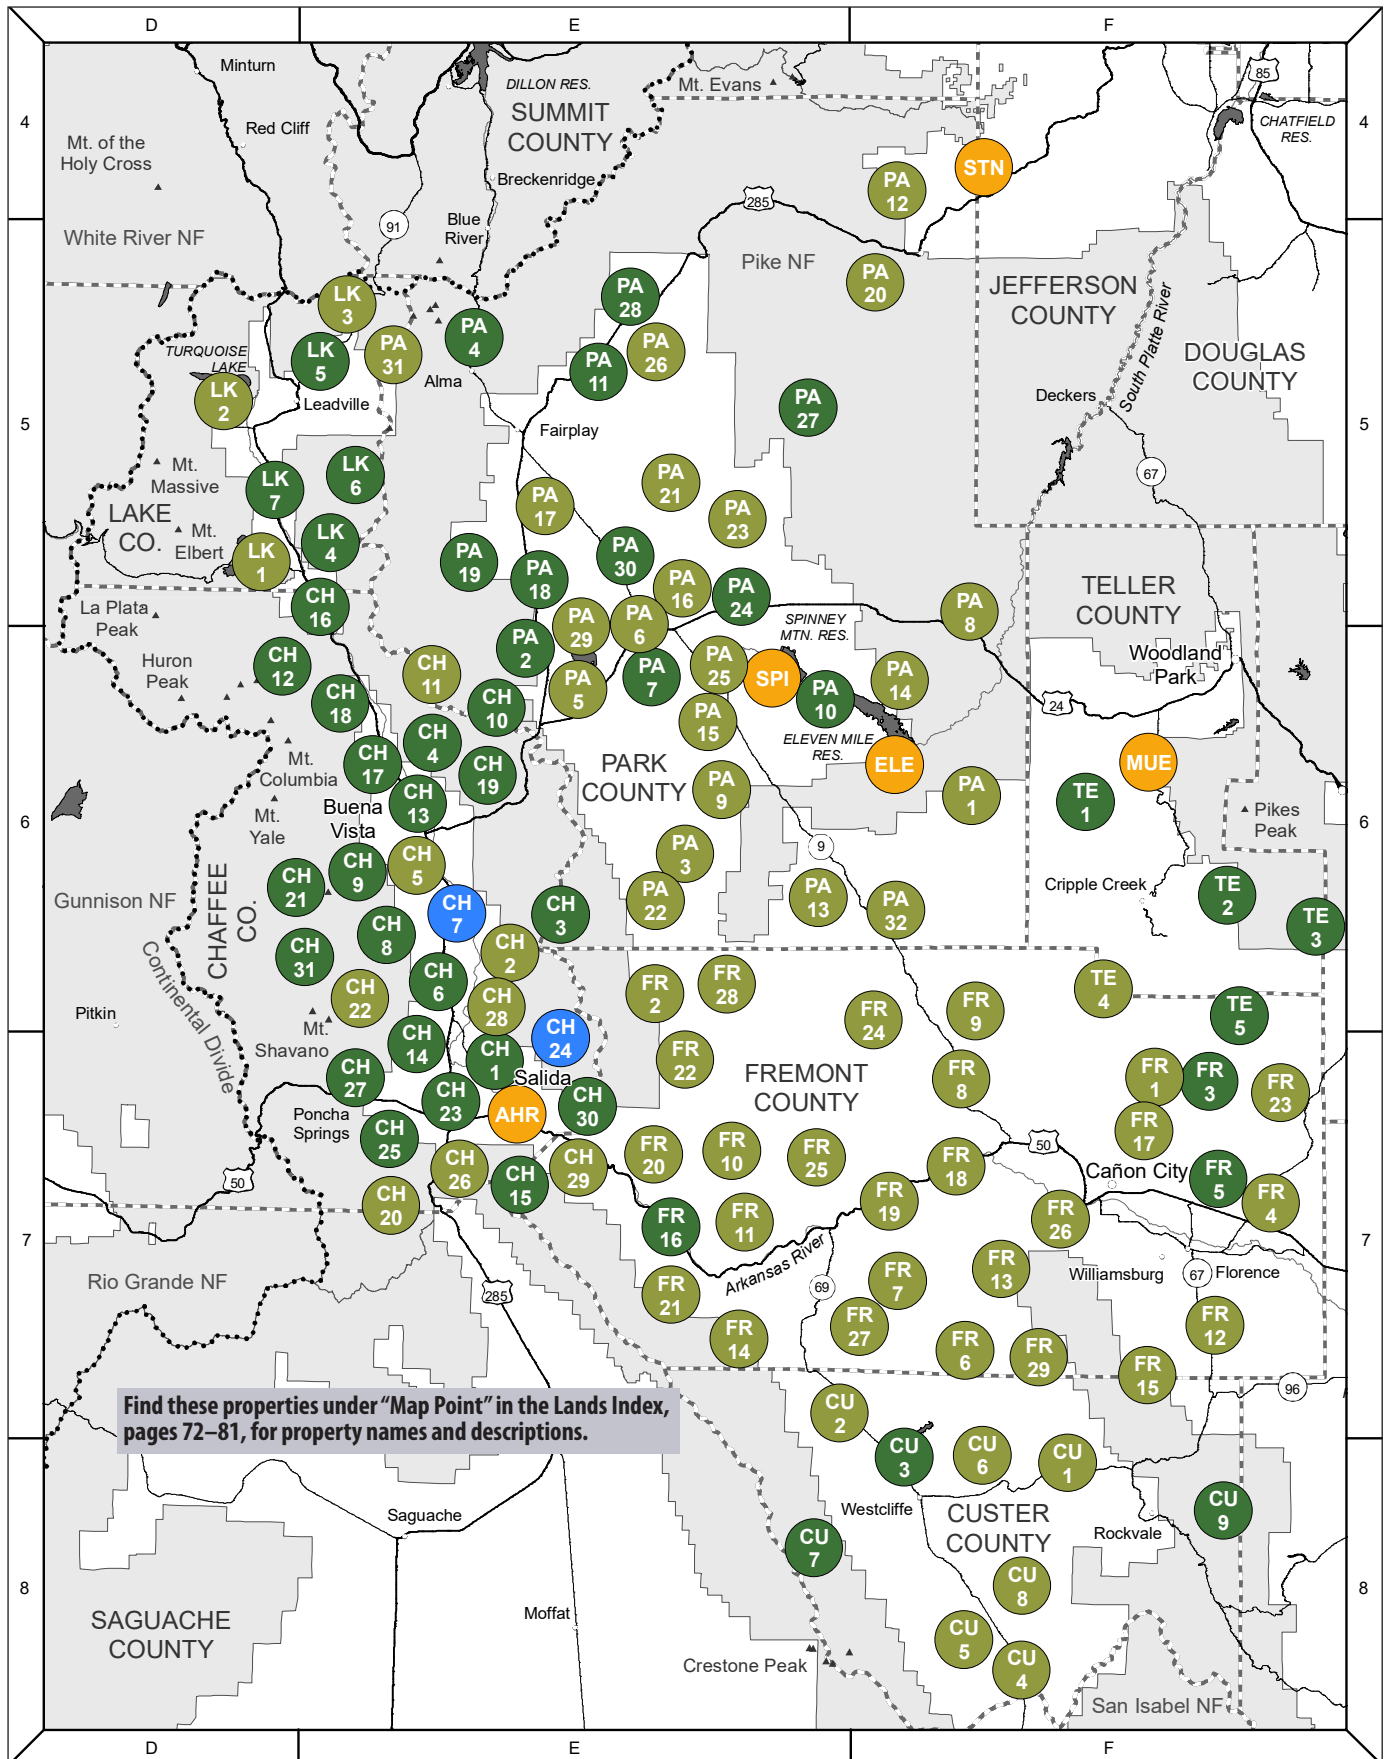 D
E
F
4
Minturn
DILLON RES.
Mt. Evans
85
4
Red Cliff
SUMMIT
COUNTY
CHATFIELD
RES.
Mt. of the
Holy Cross
Breckenridge
STN
PA
12
285
White River NF
91
Blue
River
Pike NF
PA
20
JEFFERSON
COUNTY
LK
3
PA
28
South Platte River
PA
4
LK
5
PA
31
PA
11
PA
26
DOUGLAS
COUNTY
TURQUOISE
LAKE
Alma
LK
2
Leadville
PA
27
Deckers
5
Fairplay
5
Mt.
Massive
LK
7
LK
6
PA
17
PA
21
PA
23
67
LAKE
CO.
Mt.
Elbert
LK
4
LK
1
PA
19
PA
18
PA
30
PA
16
PA
24
TELLER
COUNTY
La Plata
Peak
CH
16
PA
29
PA
6
SPINNEY
MTN. RES.
PA
8
Huron
Peak
CH
12
CH
11
PA
2
PA
5
PA
7
PA
25
SPI
PA
10
PA
14
Woodland
Park
CH
18
CH
10
PA
15
24
CH
4
ELEVEN MILE
RES.
Mt.
Columbia
CH
17
CH
19
PARK
COUNTY
ELE
MUE
Buena
Vista
CH
13
PA
9
PA
1
TE
1
Pikes
Peak
6
Mt.
Yale
6
CH
5
PA
3
9
CH
9
CH
21
Gunnison NF
CHAFFEE
CO.
CH
7
CH
3
PA
22
PA
13
PA
32
Cripple Creek
TE
2
TE
3
CH
8
CH
2
CH
31
Continental Divide
CH
6
CH
22
CH
28
FR
2
FR
28
TE
4
Pitkin
Mt.
Shavano
FR
24
FR
9
TE
5
CH
14
CH
1
CH
24
FR
22
FREMONT
COUNTY
CH
27
Salida
FR
8
FR
1
FR
3
FR
23
Poncha
Springs
CH
23
AHR
CH
30
CH
25
FR
17
50
50
CH
26
CH
15
CH
29
FR
20
FR
10
FR
25
FR
18
Cañon City
FR
5
FR
4
CH
20
FR
19
FR
26
7
FR
16
FR
11
7
Rio Grande NF
Arkansas River
285
FR
21
69
FR
7
FR
13
Williamsburg
67
Florence
FR
14
FR
27
FR
6
FR
29
FR
12
FR
15
96
Find these properties under “Map Point” in the Lands Index,
pages 72–81, for property names and descriptions.
CU
2
CU
3
CU
6
CU
1
Saguache
Westcliffe
CUSTER
COUNTY
Rockvale
CU
9
CU
7
8
CU
8
8
SAGUACHE
COUNTY
Moffat
CU
5
Crestone Peak
CU
4
San Isabel NF
D
E
F